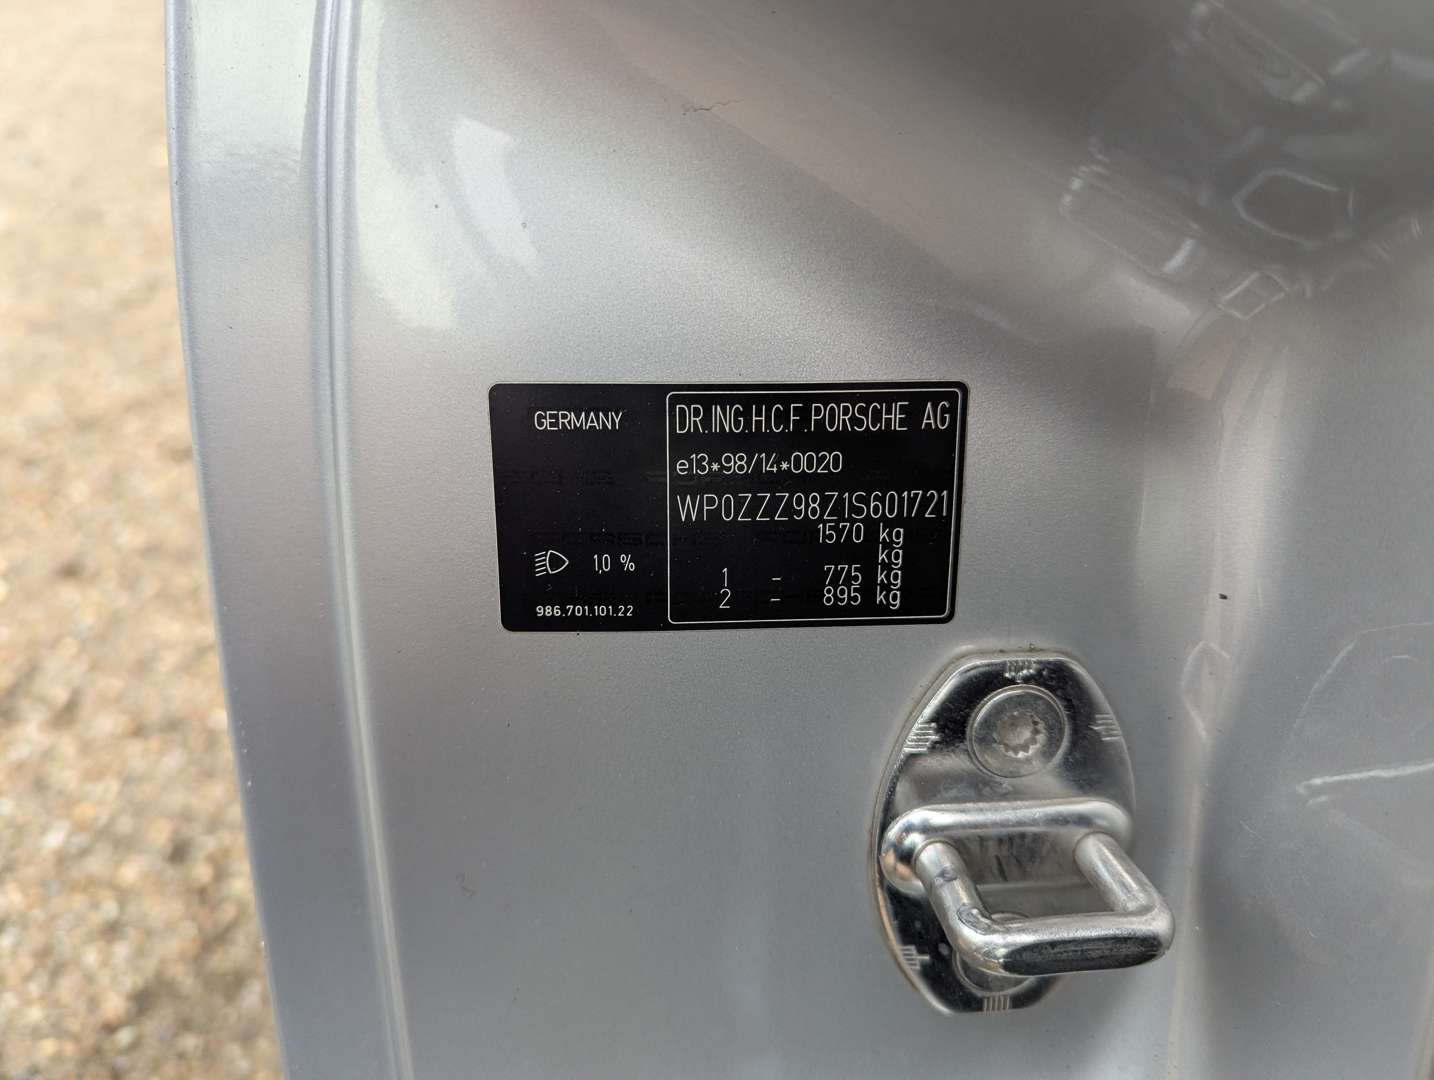 GERMANY
1,0 %
986.701.101.22
DR.ING.H.C.F.PORSCHE AG
e13*98/14*0020
WP0ZZZ98Z1S601721
1570 kg
kg
1 - 775 kg
2 - 895 kg